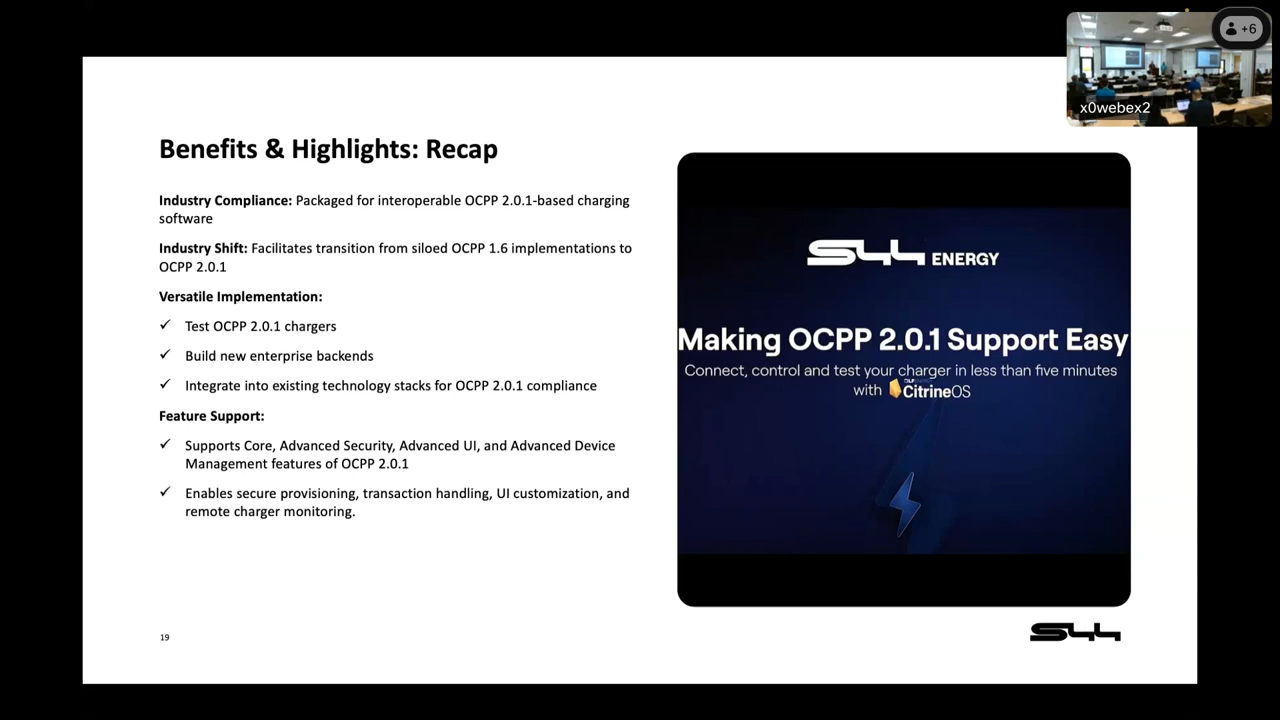 +6
x0webex2
Benefits & Highlights: Recap
Industry Compliance: Packaged for interoperable OCPP 2.0.1-based charging
software
Industry Shift: Facilitates transition from siloed OCPP 1.6 implementations to
OCPP 2.0.1
Versatile Implementation:
✓ Test OCPP 2.0.1 chargers
✓ Build new enterprise backends
✓ Integrate into existing technology stacks for OCPP 2.0.1 compliance
Feature Support:
✓ Supports Core, Advanced Security, Advanced UI, and Advanced Device
Management features of OCPP 2.0.1
✓ Enables secure provisioning, transaction handling, UI customization, and
remote charger monitoring.
S44 ENERGY
Making OCPP 2.0.1 Support Easy
Connect, control and test your charger in less than five minutes
with CitrineOS
19
S44